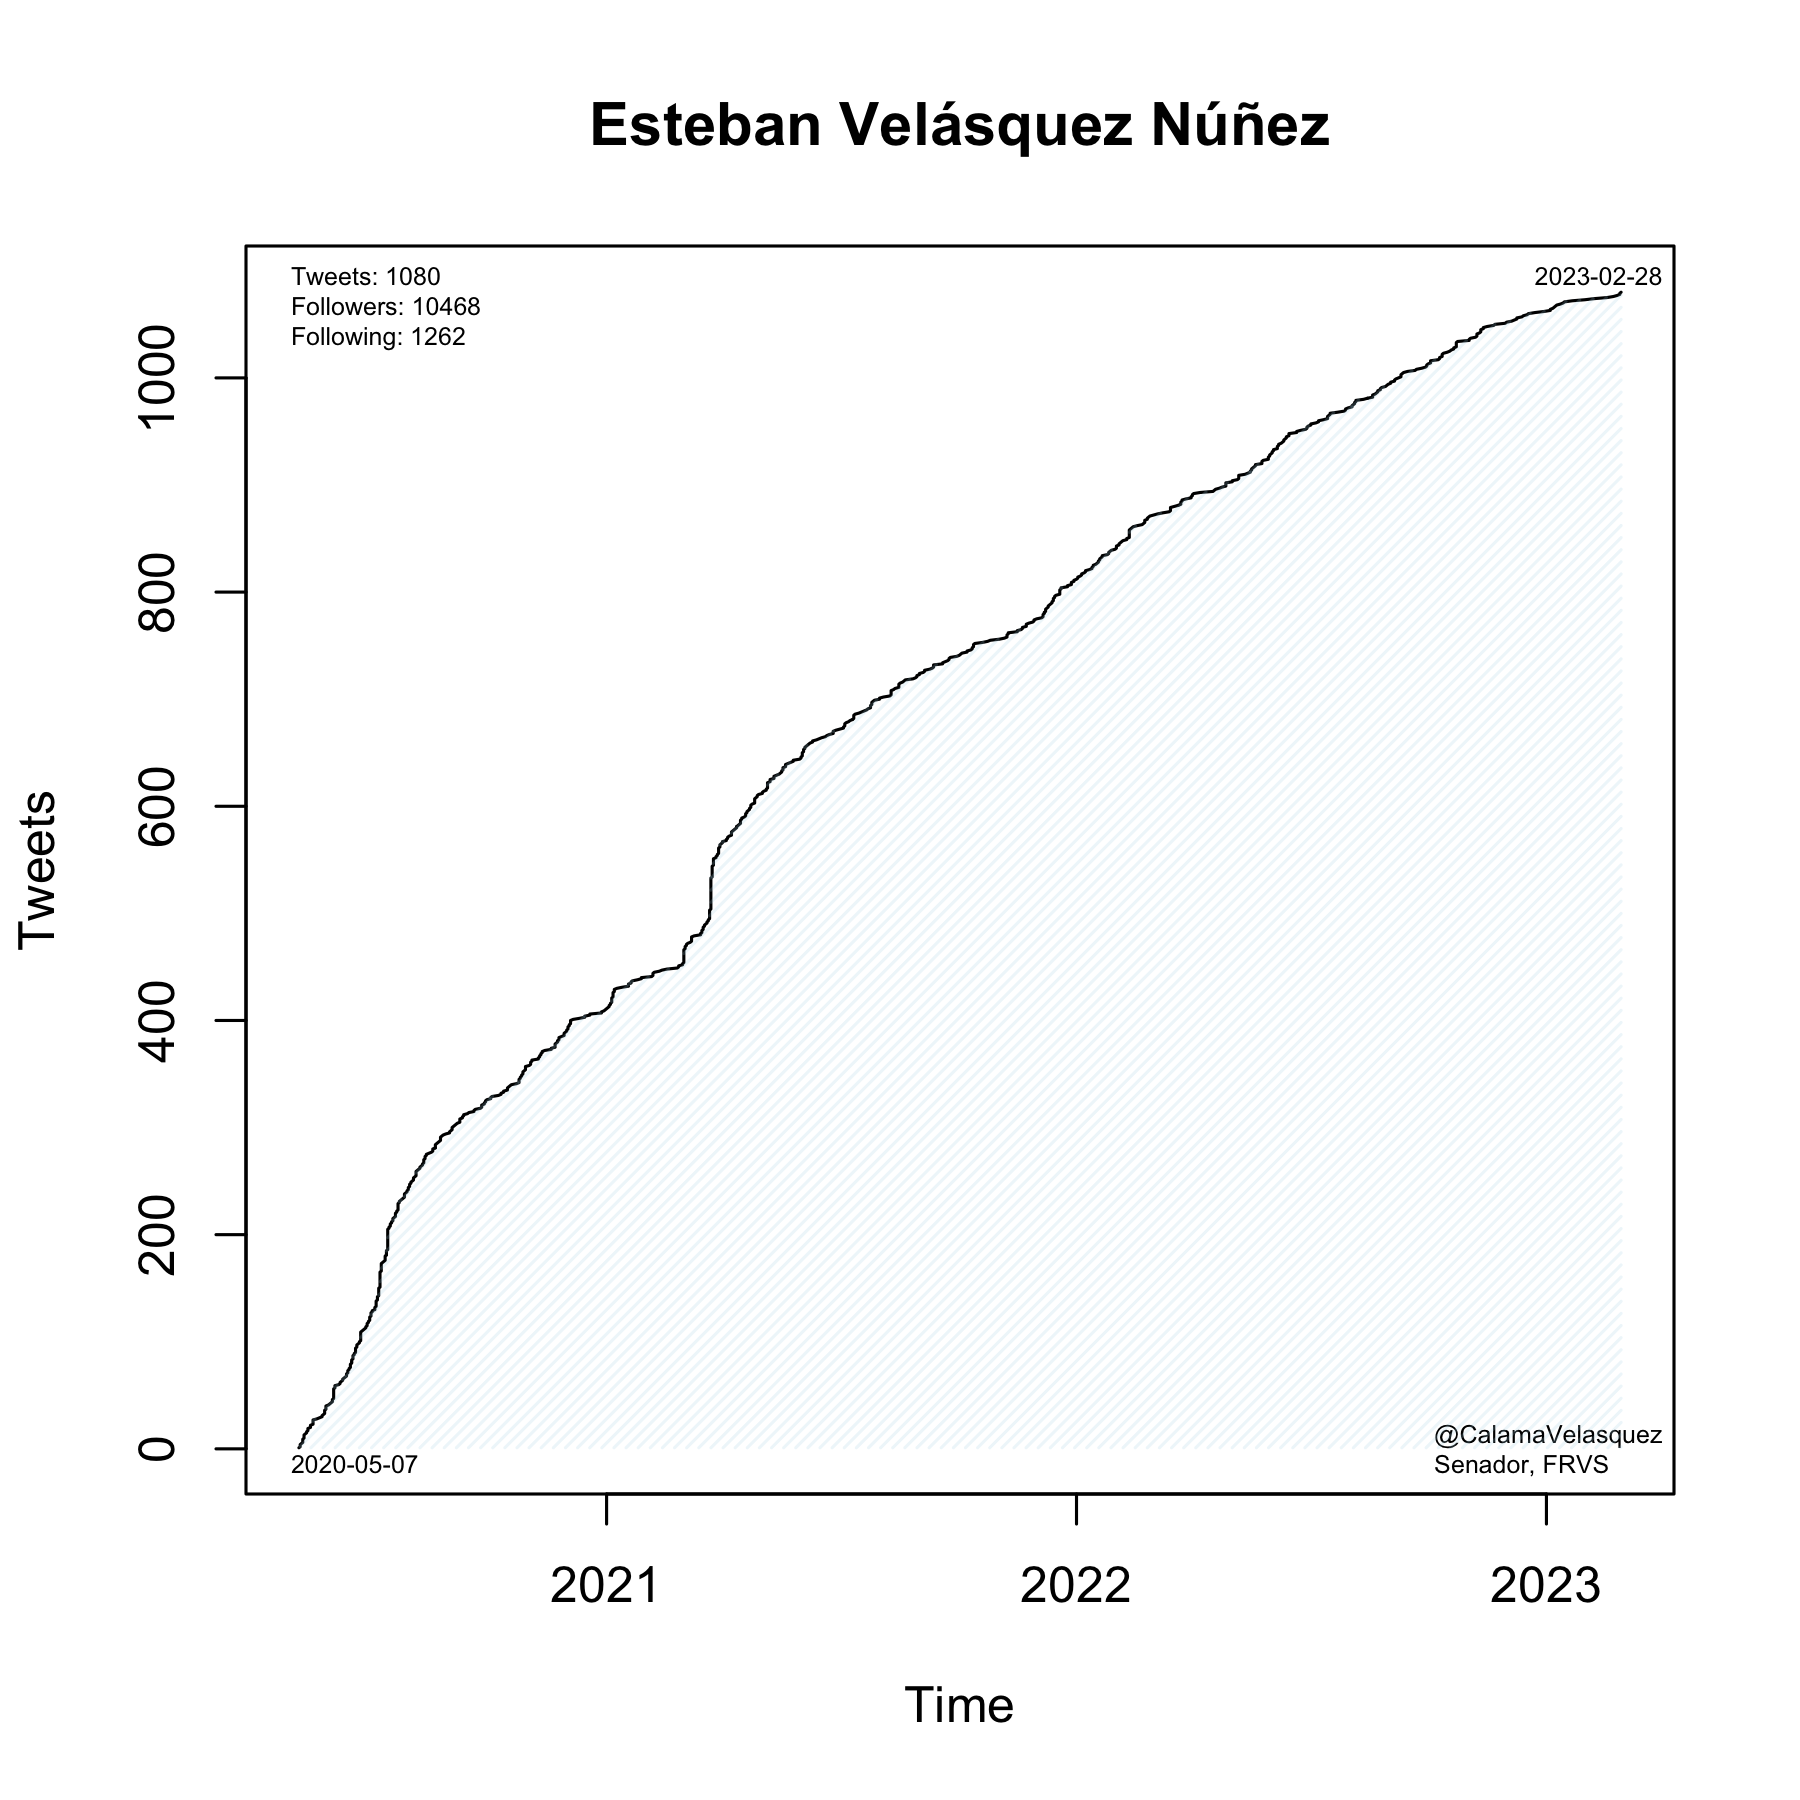 Esteban Velásquez Núñez
Tweets: 1080
Followers: 10468
Following: 1262
2023-02-28
Tweets
1000
800
600
400
200
0
2020-05-07
@CalamaVelasquez
Senador, FRVS
2021
2022
2023
Time